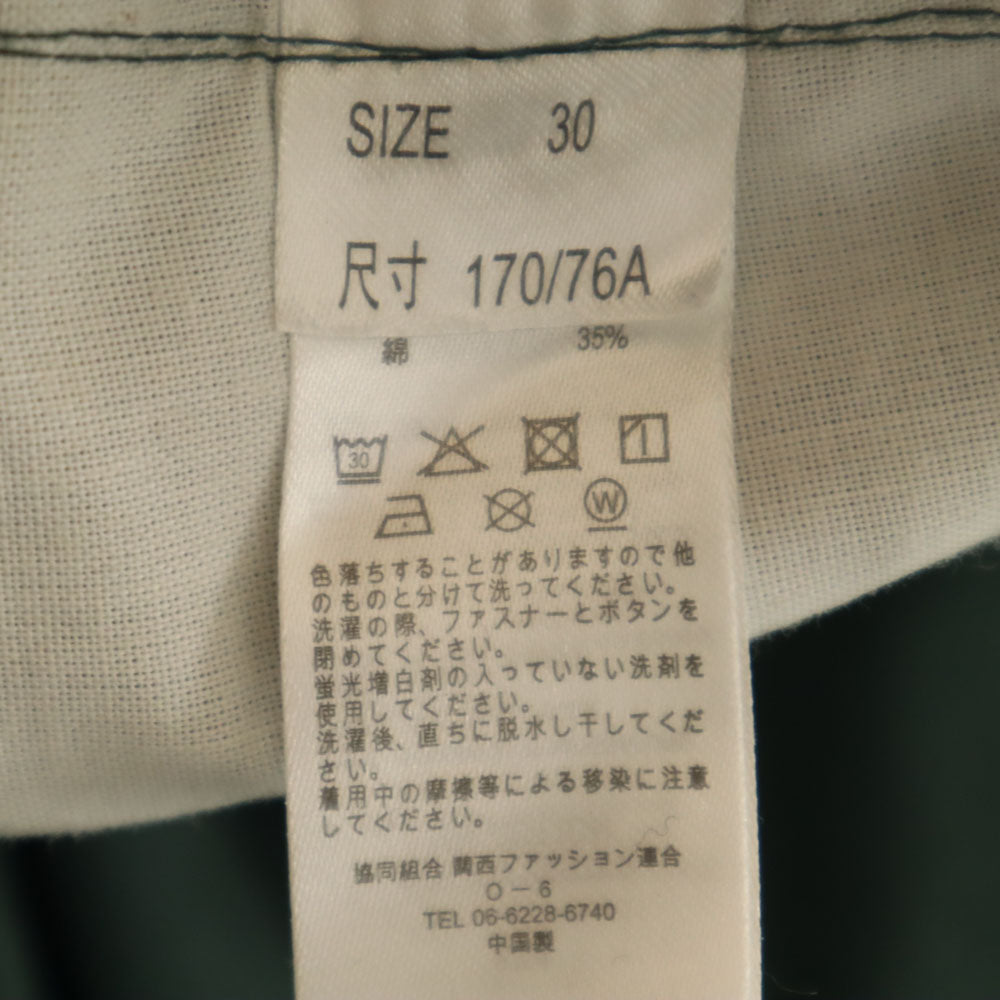 SIZE 30
尺寸 170/76A
綿 35%
30
W
色落ちすることがありますので他
のものと分けて洗ってください。
洗濯の際、ファスナーとボタンを
閉めてください。
蛍光増白剤の入っていない洗剤を
使用してください。
洗濯後、直ちに脱水し干してくだ
さい。
着用中の摩擦等による移染に注意
してください。
協同組合 関西ファッション連合
O－6
TEL 06-6228-6740
中国製